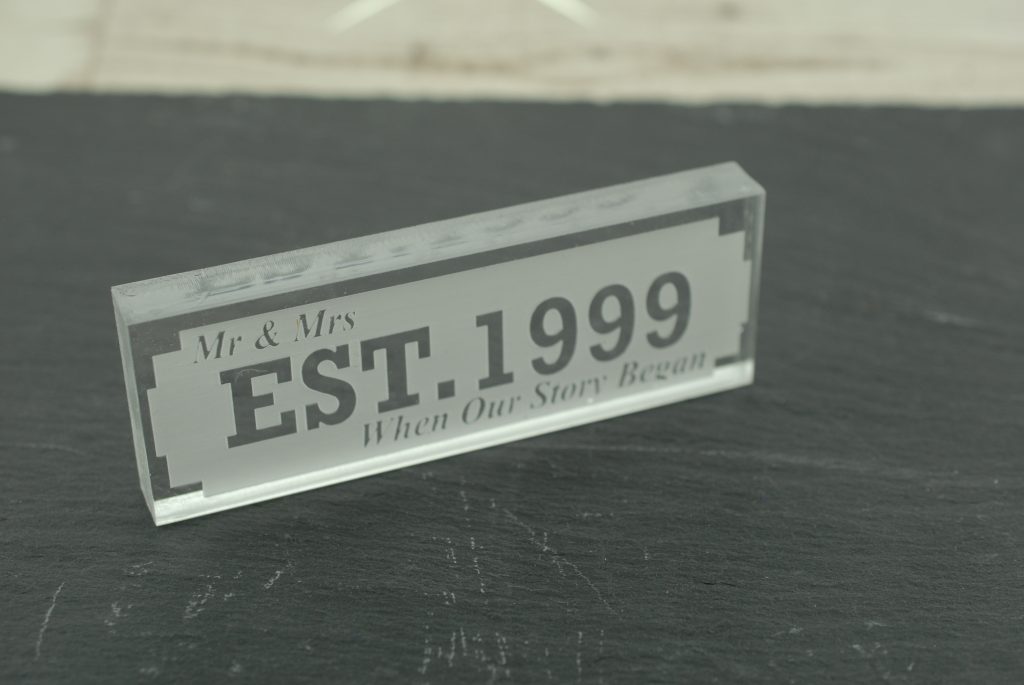 Mr & Mrs
EST.1999
When Our Story Began